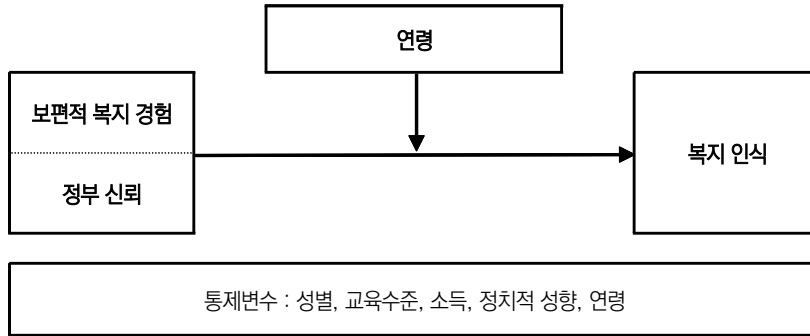 연령
보편적 복지 경험
정부 신뢰
복지 인식
통제변수 : 성별, 교육수준, 소득, 정치적 성향, 연령